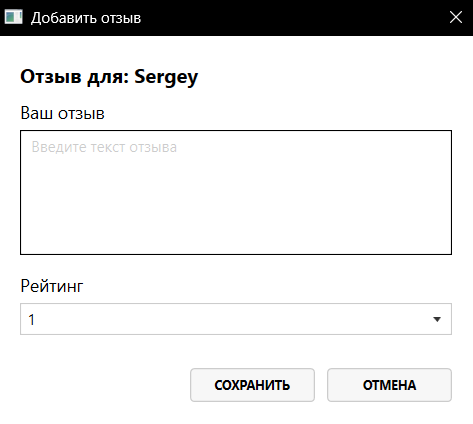 Добавить отзыв
Отзыв для: Sergey
Ваш отзыв
Введите текст отзыва
Рейтинг
1
СОХРАНИТЬ
ОТМЕНА